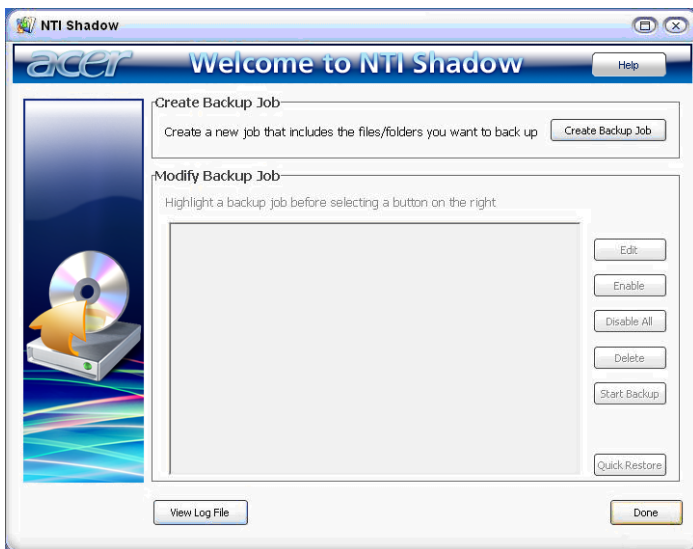 NTI Shadow
acer
Welcome to NTI Shadow
Help
Create Backup Job
Create a new job that includes the files/folders you want to back up
Create Backup Job
Modify Backup Job
Highlight a backup job before selecting a button on the right
Edit
Enable
Disable All
Delete
Start Backup
Quick Restore
View Log File
Done